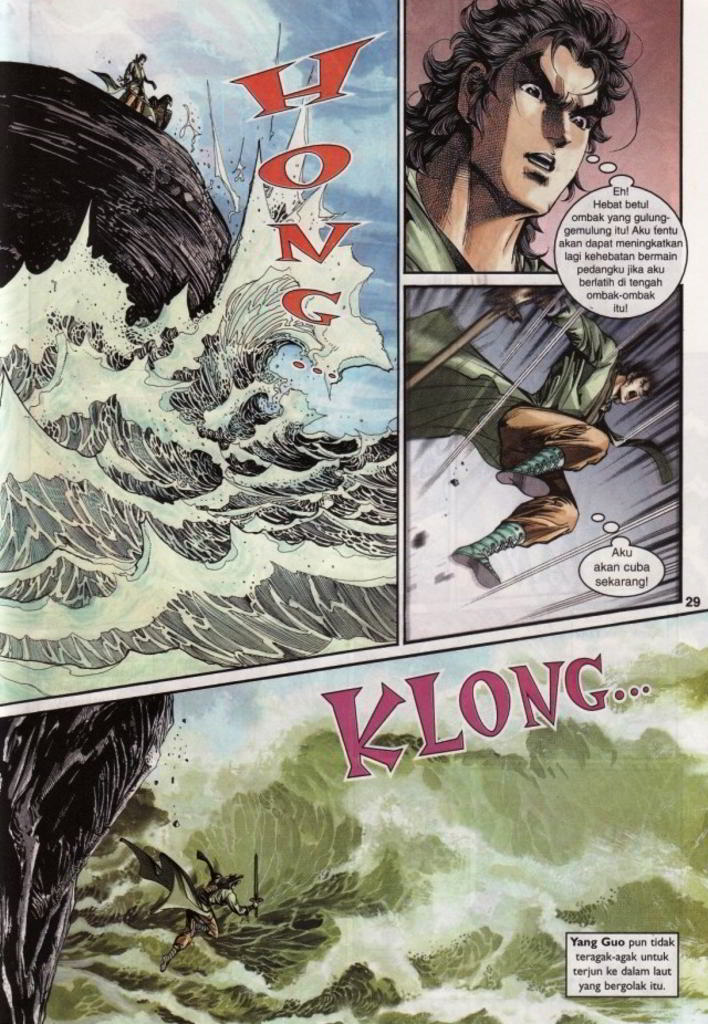 HONG...
Eh!
Hebat betul
ombak yang gulung-
gemulung itu! Aku tentu
akan dapat meningkatkan
lagi kehebatan bermain
pedangku jika aku
berlatih di tengah
ombak-ombak
itu!
Aku
akan cuba
sekarang!
29
KLONG...
Yang Guo pun tidak
teragak-agak untuk
terjun ke dalam laut
yang bergolak itu.